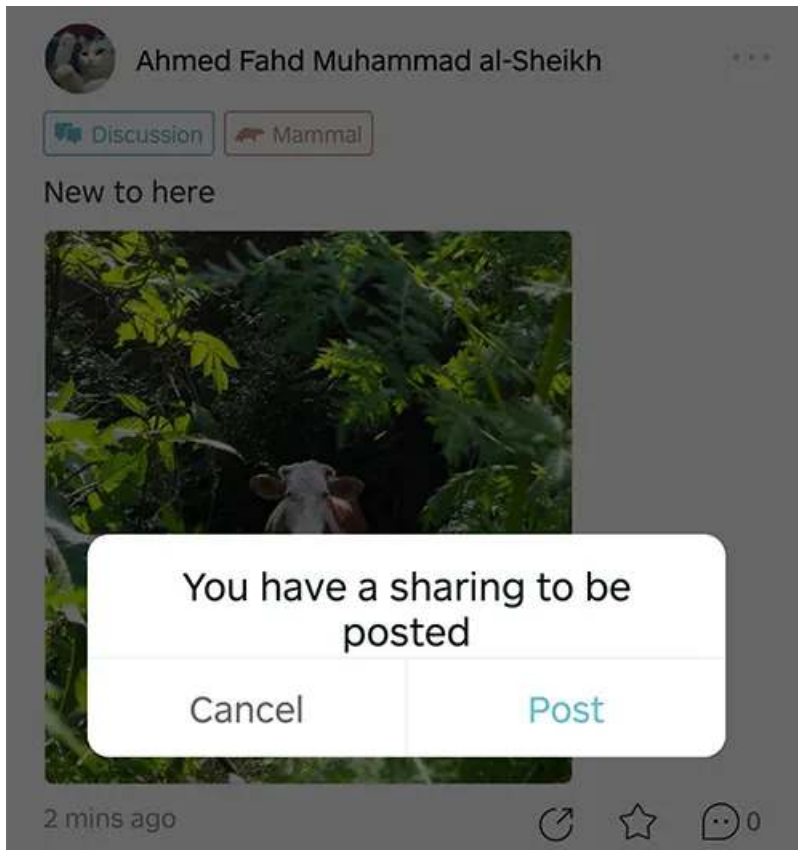 Ahmed Fahd Muhammad al-Sheikh
Discussion
Mammal
New to here
You have a sharing to be
posted
Cancel
Post
2 mins ago
0